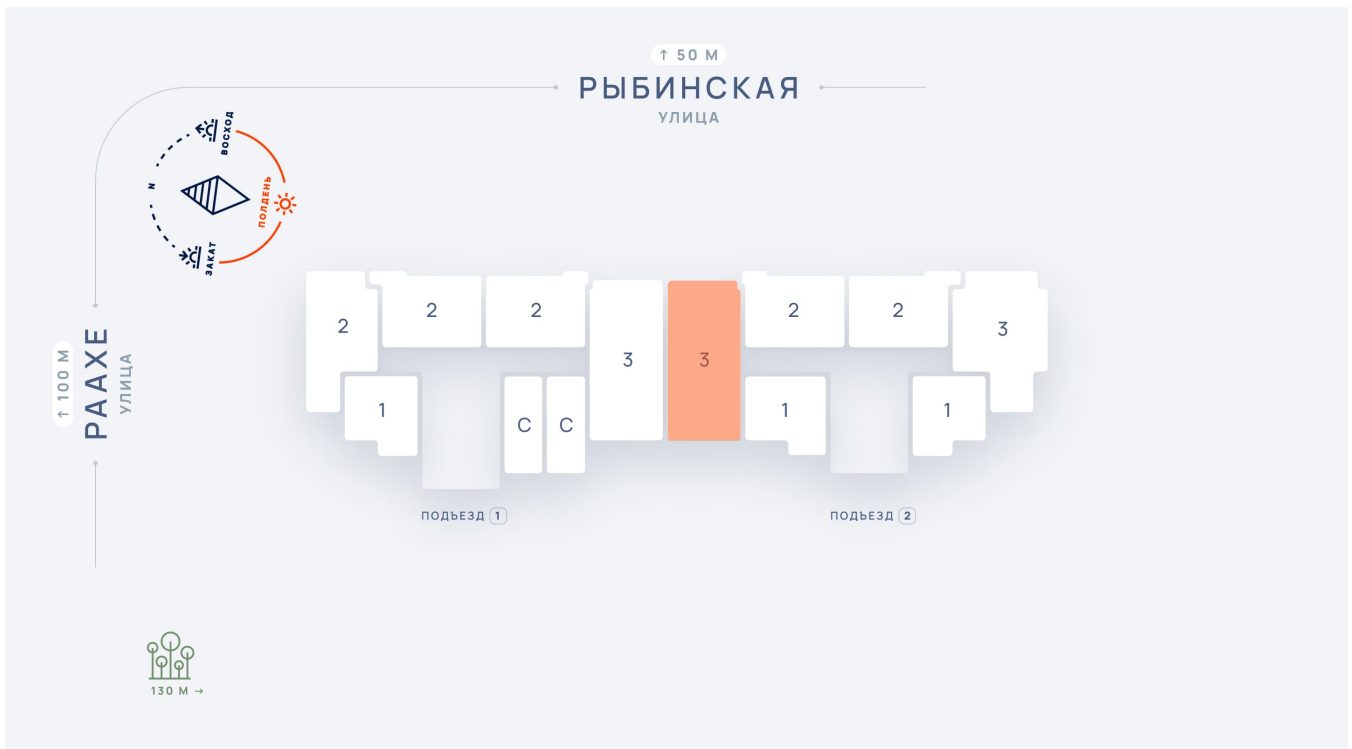 ↑ 50 М
РЫБИНСКАЯ
УЛИЦА
ВОСХОД
N
ПОЛДЕНЬ
ЗАКАТ
↑ 100 М
РААХЕ
УЛИЦА
2
2
2
3
3
2
2
3
1
С
С
1
1
ПОДЪЕЗД 1
ПОДЪЕЗД 2
130 М →